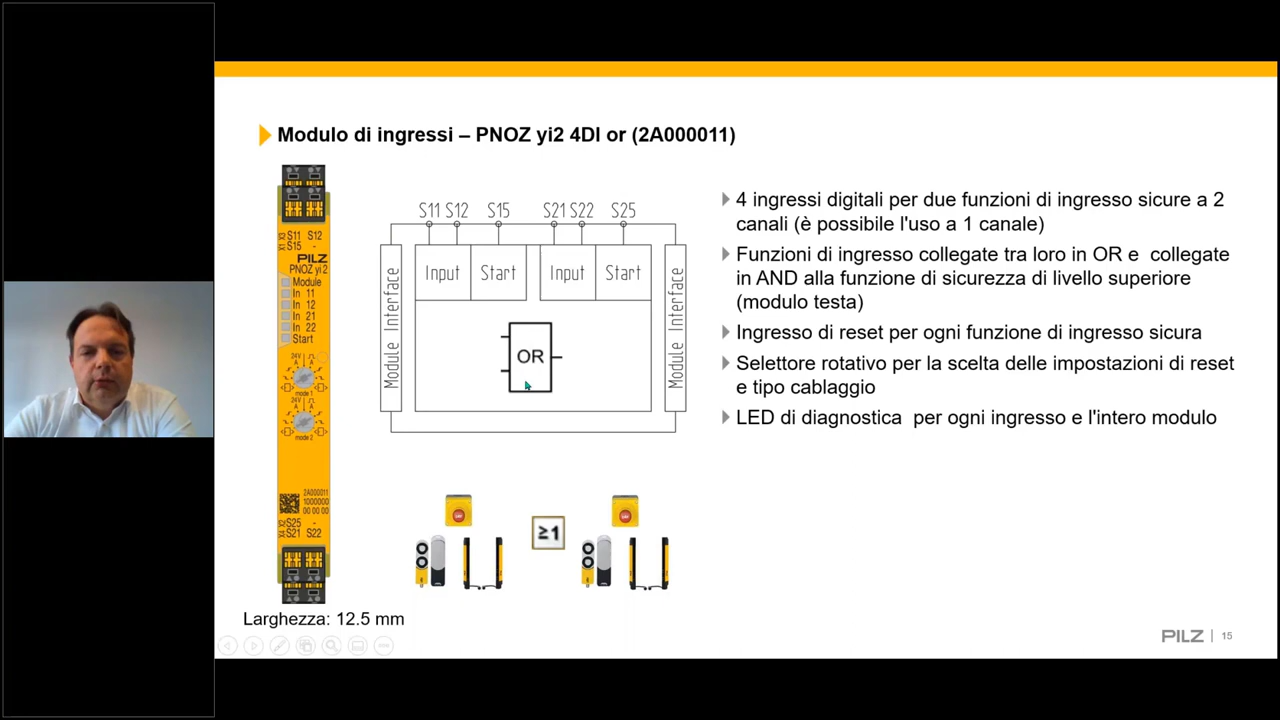 Modulo di ingressi – PNOZ yi2 4DI or (2A000011)
S11 S12
S15 -
PILZ
PNOZ yi 2
Module
In 11
In 12
In 21
In 22
Start
24V
A
A
mode 1
24V
A
A
mode 2
2A000011
1000000
00 00 00
S25 -
S21 S22
Larghezza: 12.5 mm
S11 S12 S15 S21 S22 S25
Module Interface
Input Start Input Start
Module Interface
OR
≥1
4 ingressi digitali per due funzioni di ingresso sicure a 2
canali (è possibile l'uso a 1 canale)
Funzioni di ingresso collegate tra loro in OR e collegate
in AND alla funzione di sicurezza di livello superiore
(modulo testa)
Ingresso di reset per ogni funzione di ingresso sicura
Selettore rotativo per la scelta delle impostazioni di reset
e tipo cablaggio
LED di diagnostica per ogni ingresso e l'intero modulo
PILZ | 15